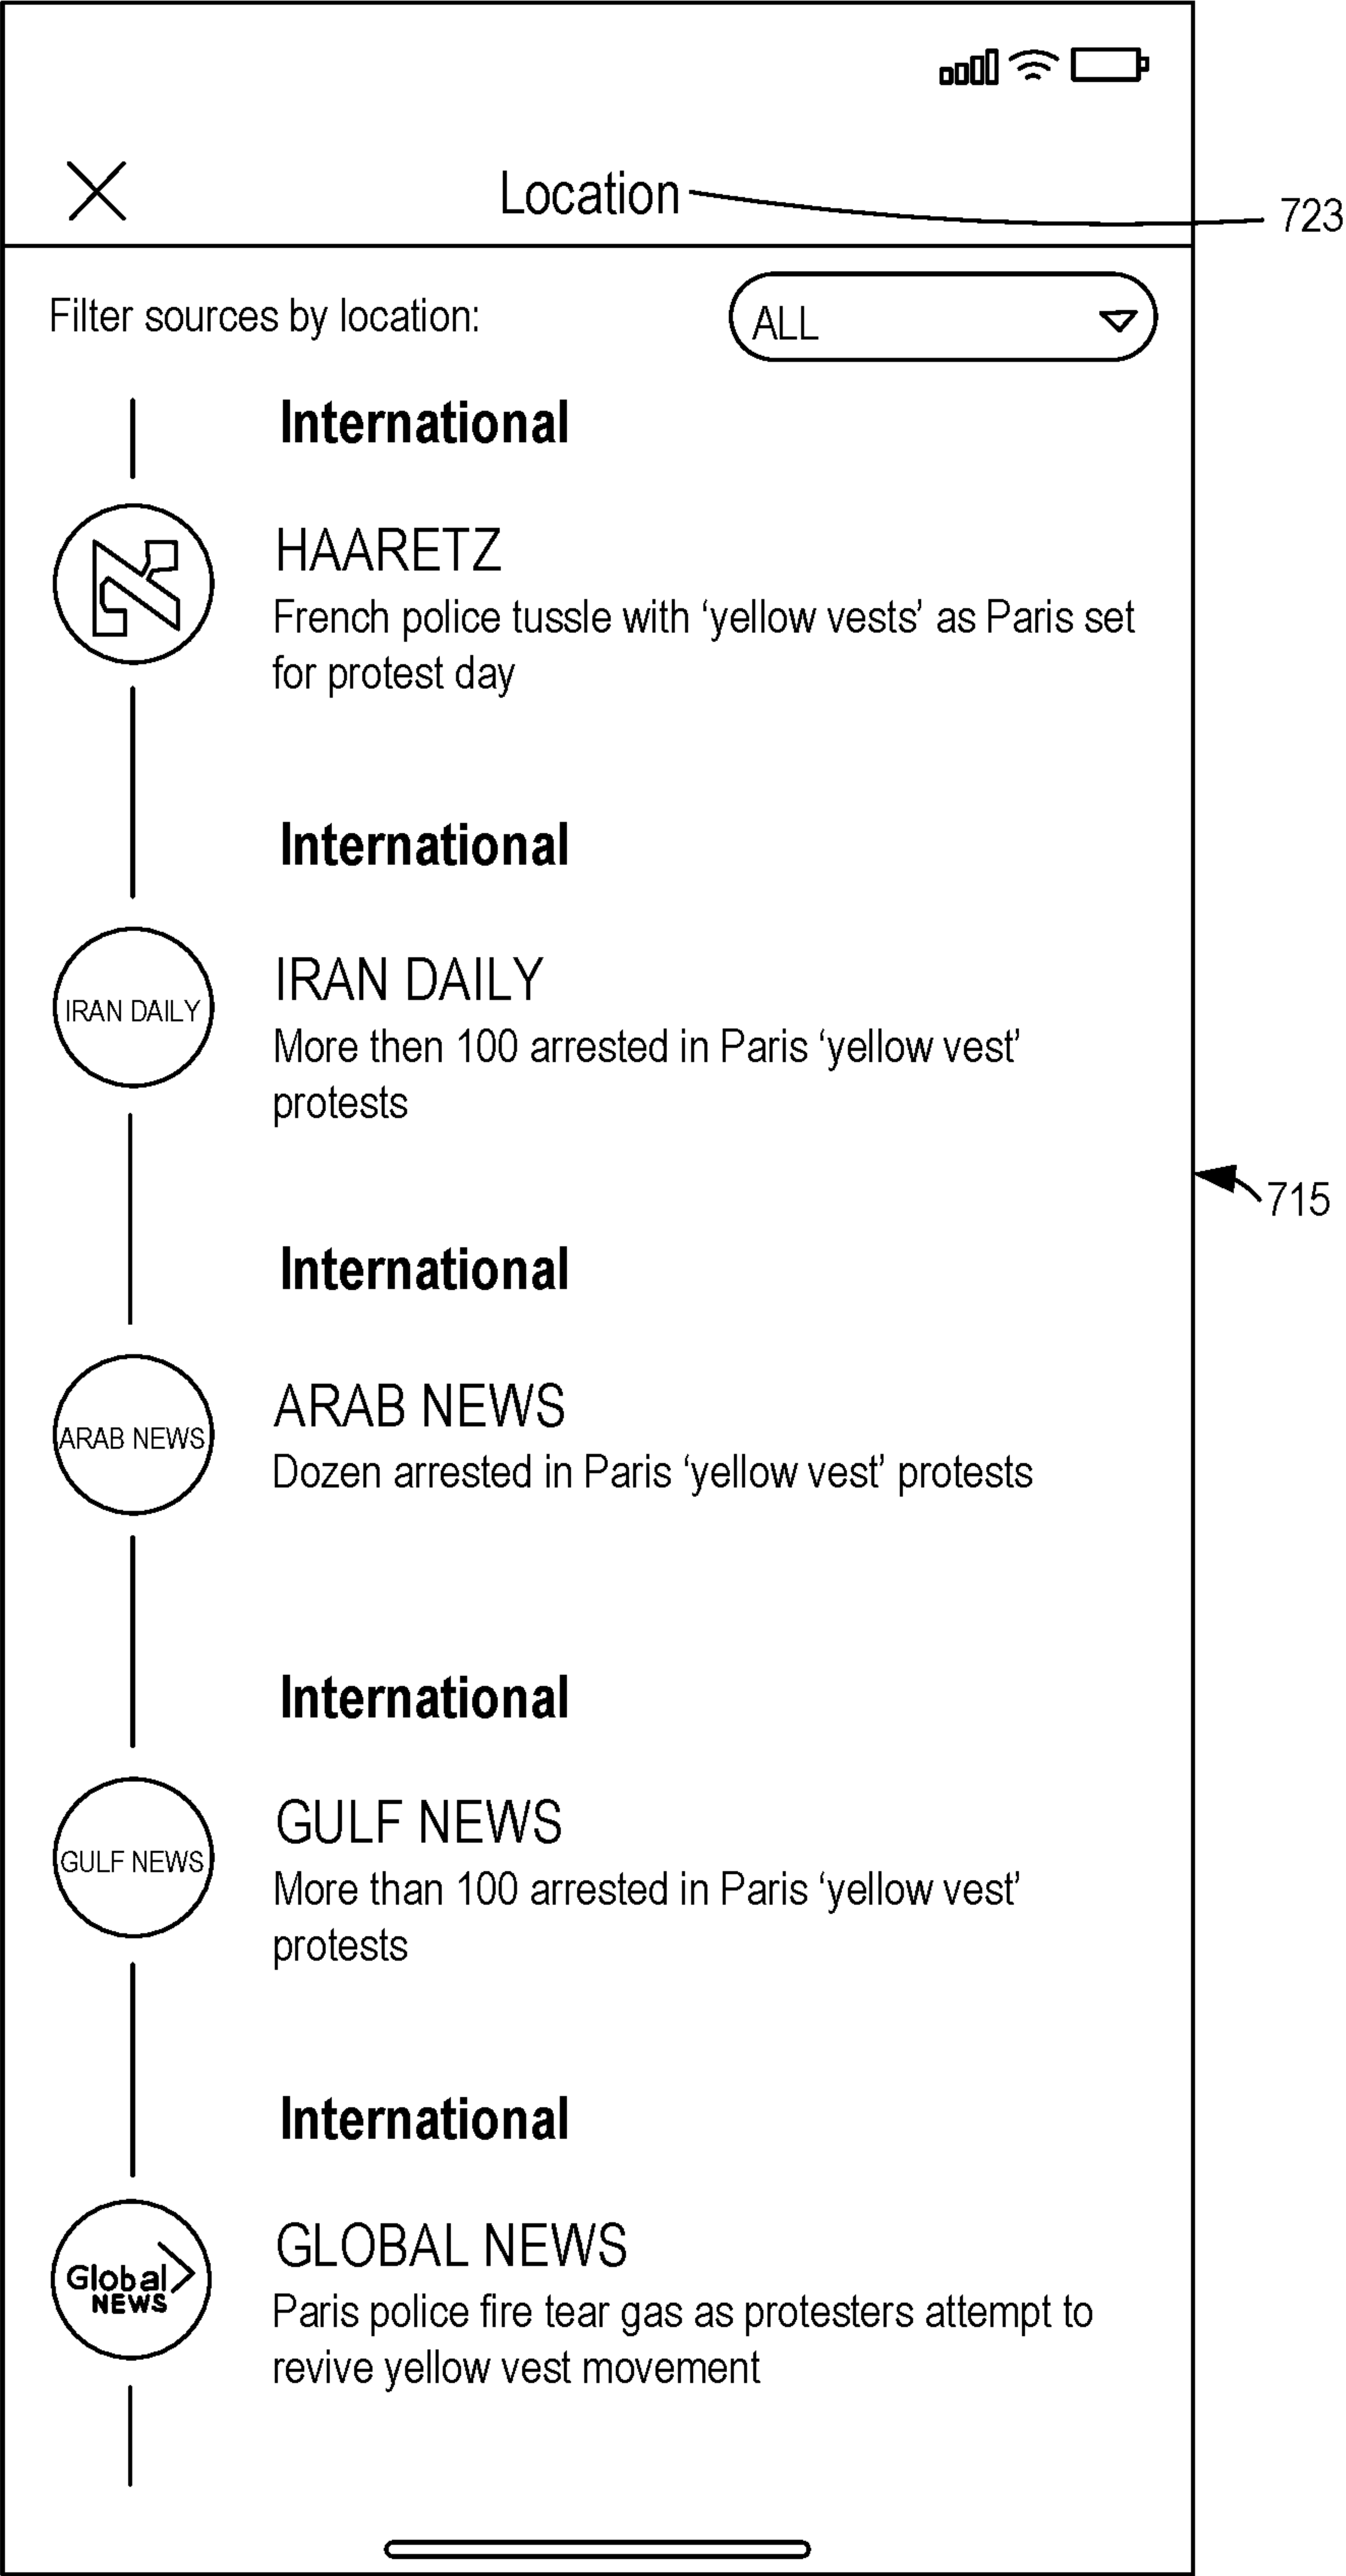 Location
723
Filter sources by location:
ALL
International
HAARETZ
French police tussle with ‘yellow vests’ as Paris set
for protest day
International
IRAN DAILY
IRAN DAILY
More then 100 arrested in Paris ‘yellow vest’
protests
715
International
ARAB NEWS
ARAB NEWS
Dozen arrested in Paris ‘yellow vest’ protests
International
GULF NEWS
GULF NEWS
More than 100 arrested in Paris ‘yellow vest’
protests
International
Global
NEWS
GLOBAL NEWS
Paris police fire tear gas as protesters attempt to
revive yellow vest movement